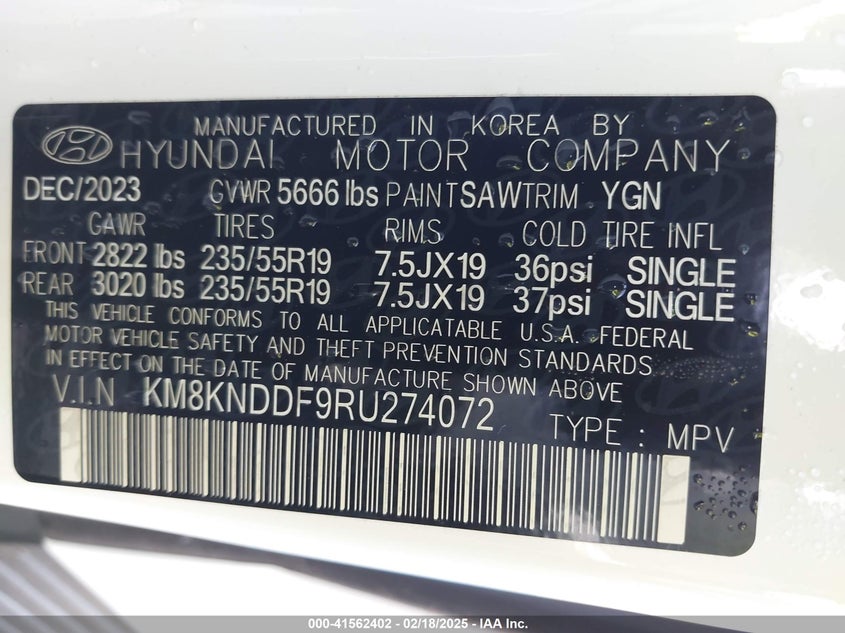 MANUFACTURED IN KOREA BY
HYUNDAI MOTOR COMPANY
DEC/2023 GVWR 5666 lbs PAINT SAW TRIM YGN
GAWR TIRES RIMS COLD TIRE INFL
FRONT 2822 lbs 235/55R19 7.5JX19 36psi SINGLE
REAR 3020 lbs 235/55R19 7.5JX19 37psi SINGLE
THIS VEHICLE CONFORMS TO ALL APPLICATABLE U.S.A. FEDERAL
MOTOR VEHICLE SAFETY AND THEFT PREVENTION STANDARDS
IN EFFECT ON THE DATE OF MANUFACTURE SHOWN ABOVE
V.I.N KM8KNDDF9RU274072
TYPE : MPV
000-41562402 - 02/18/2025 - IAA Inc.